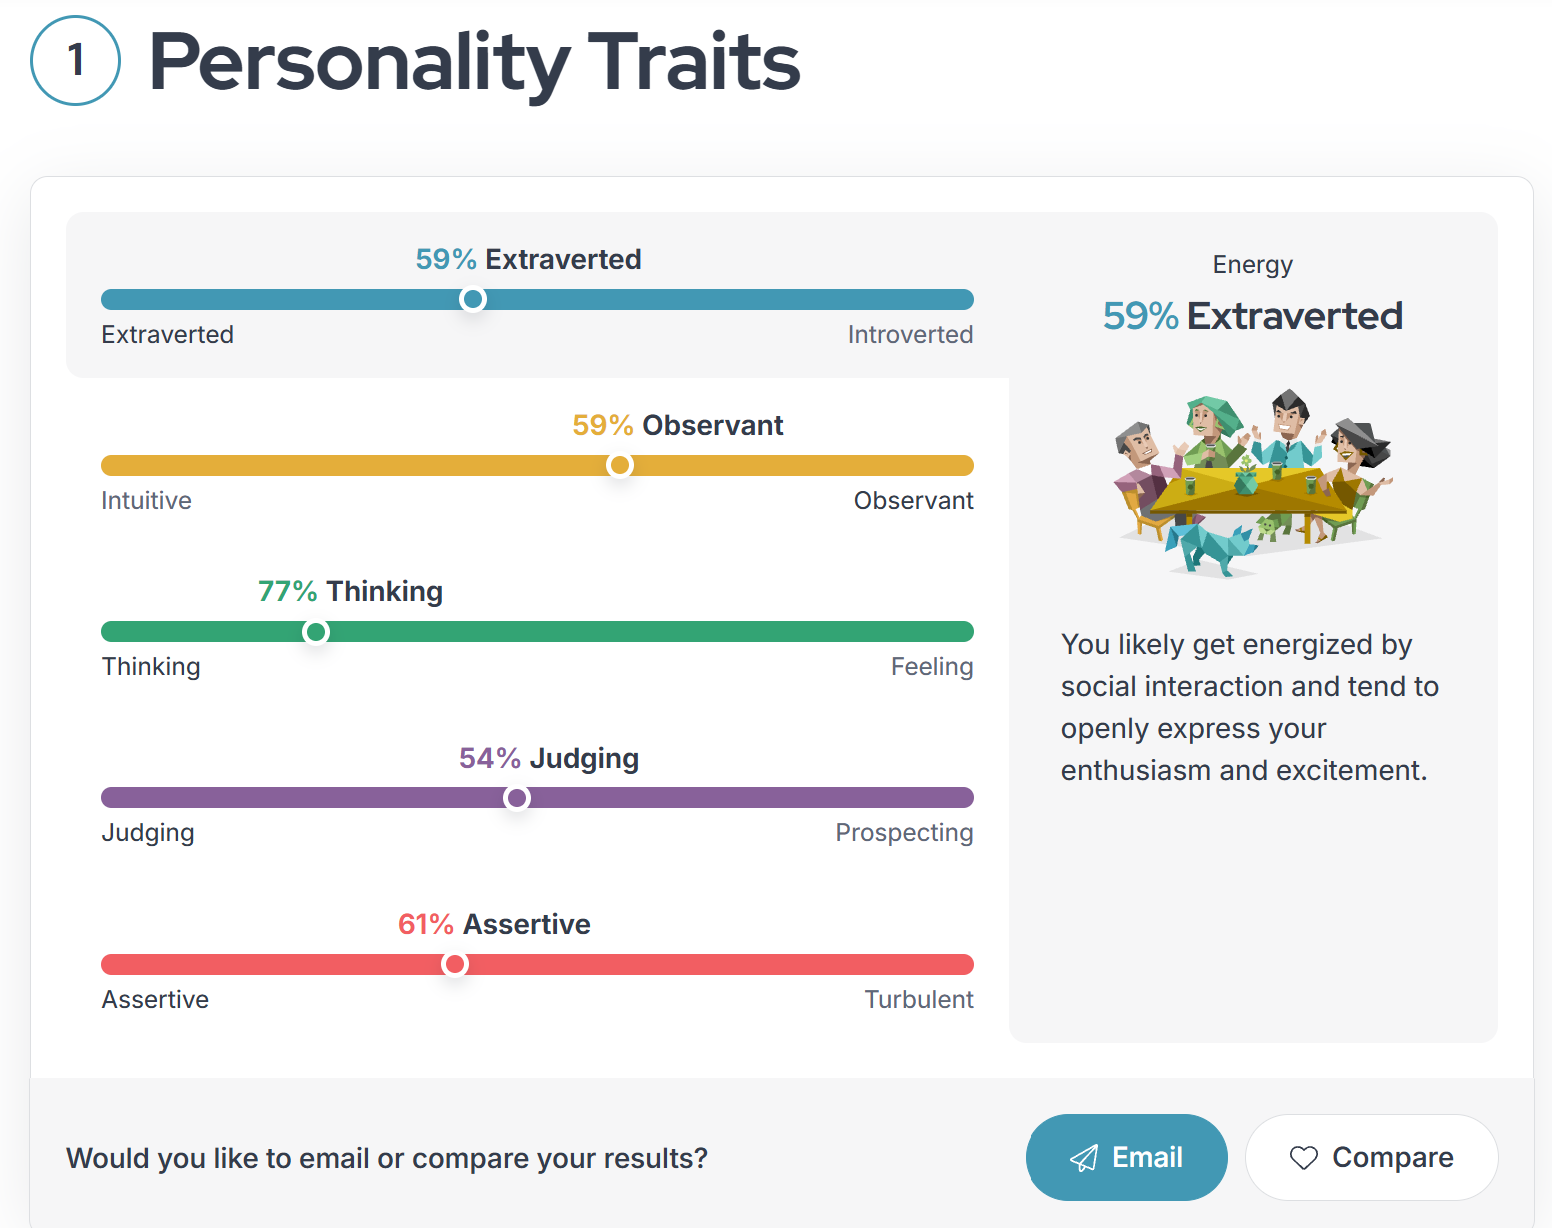 1 Personality Traits
59% Extraverted
Extraverted Introverted
59% Observant
Intuitive Observant
77% Thinking
Thinking Feeling
54% Judging
Judging Prospecting
61% Assertive
Assertive Turbulent
Energy
59% Extraverted
You likely get energized by
social interaction and tend to
openly express your
enthusiasm and excitement.
Would you like to email or compare your results?
Email Compare